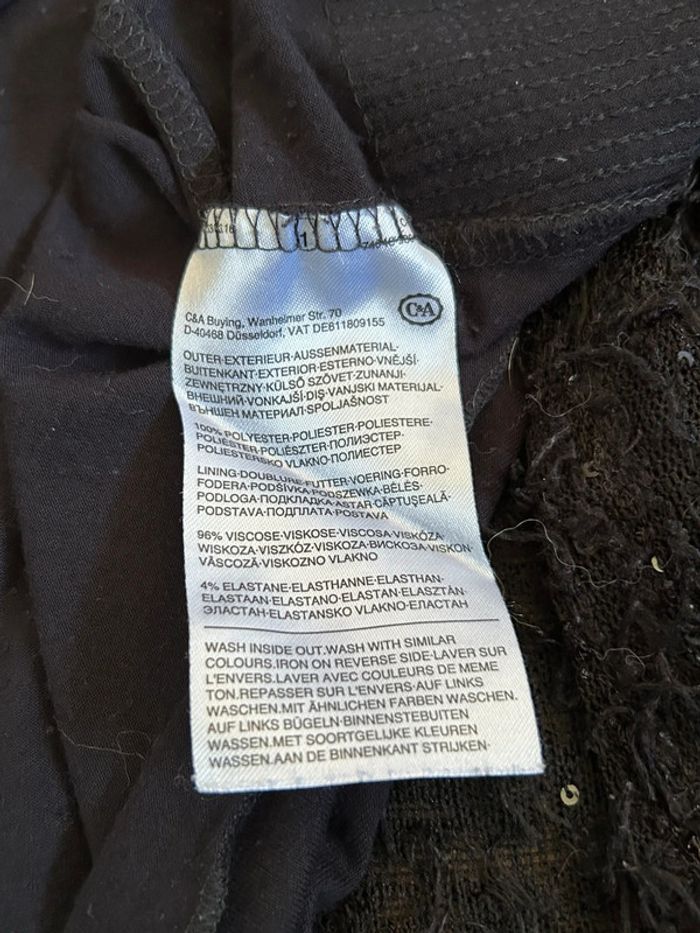 1
C&A
C&A Buying, Wanheimer Str. 70
D-40468 Düsseldorf, VAT DE811809155
OUTER·EXTERIEUR·AUSSENMATERIAL·
BUITENKANT·EXTERIOR·ESTERNO·VNĚJŠÍ·
ZEWNĘTRZNY·KÜLSŐ SZÖVET·ZUNANJI·
ВНЕШНИЙ·VONKAJŠÍ·DIŞ·VANJSKI MATERIJAL·
ВЪНШЕН МАТЕРИАЛ·SPOLJAŠNOST
100% POLYESTER·POLIESTER·POLIESTERE·
POLIÉSTER·POLIÉSZTER·ПОЛИЭСТЕР·
POLIESTERSKO VLAKNO·ПОЛИЕСТЕР
LINING·DOUBLURE·FUTTER·VOERING·FORRO·
FODERA·PODŠÍVKA·PODSZEWKA·BÉLÉS·
PODLOGA·ПОДКЛАДКА·ASTAR·CĂPTUŞEALĂ·
PODSTAVA·ПОДПЛАТА·POSTAVA
96% VISCOSE·VISKOSE·VISCOSA·VISKÓZA·
WISKOZA·VISZKÓZ·VISKOZA·ВИСКОЗА·VISKON·
VÂSCOZĂ·VISKOZNO VLAKNO
4% ELASTANE·ELASTHANNE·ELASTHAN·
ELASTAAN·ELASTANO·ELASTAN·ELASZTÁN·
ЭЛАСТАН·ELASTANSKO VLAKNO·ЕЛАСТАН
WASH INSIDE OUT.WASH WITH SIMILAR
COLOURS.IRON ON REVERSE SIDE·LAVER SUR
L'ENVERS.LAVER AVEC COULEURS DE MEME
TON.REPASSER SUR L'ENVERS·AUF LINKS
WASCHEN.MIT ÄHNLICHEN FARBEN WASCHEN.
AUF LINKS BÜGELN·BINNENSTEBUITEN
WASSEN.MET SOORTGELIJKE KLEUREN
WASSEN.AAN DE BINNENKANT STRIJKEN·